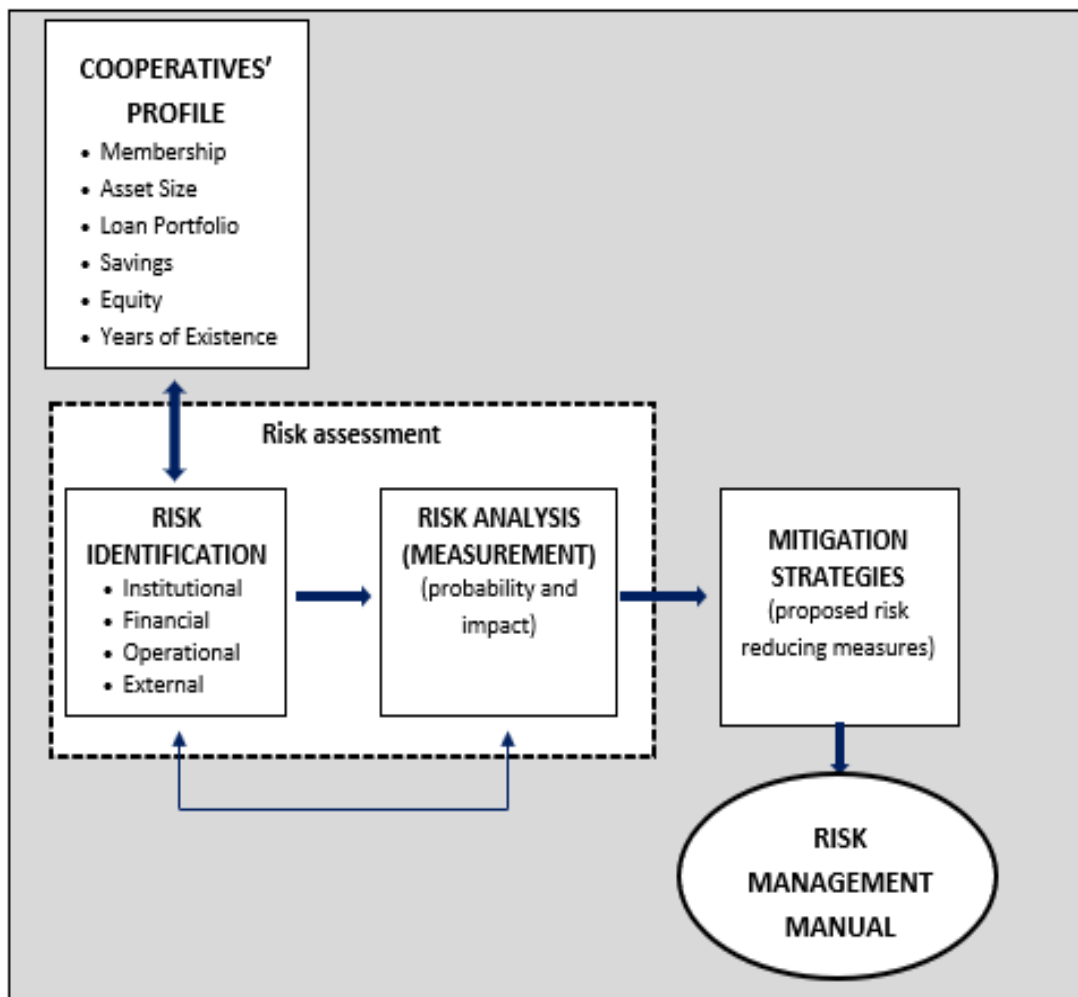 COOPERATIVES’
PROFILE
• Membership
• Asset Size
• Loan Portfolio
• Savings
• Equity
• Years of Existence
Risk assessment
RISK
IDENTIFICATION
• Institutional
• Financial
• Operational
• External
RISK ANALYSIS
(MEASUREMENT)
(probability and
impact)
MITIGATION
STRATEGIES
(proposed risk
reducing measures)
RISK
MANAGEMENT
MANUAL